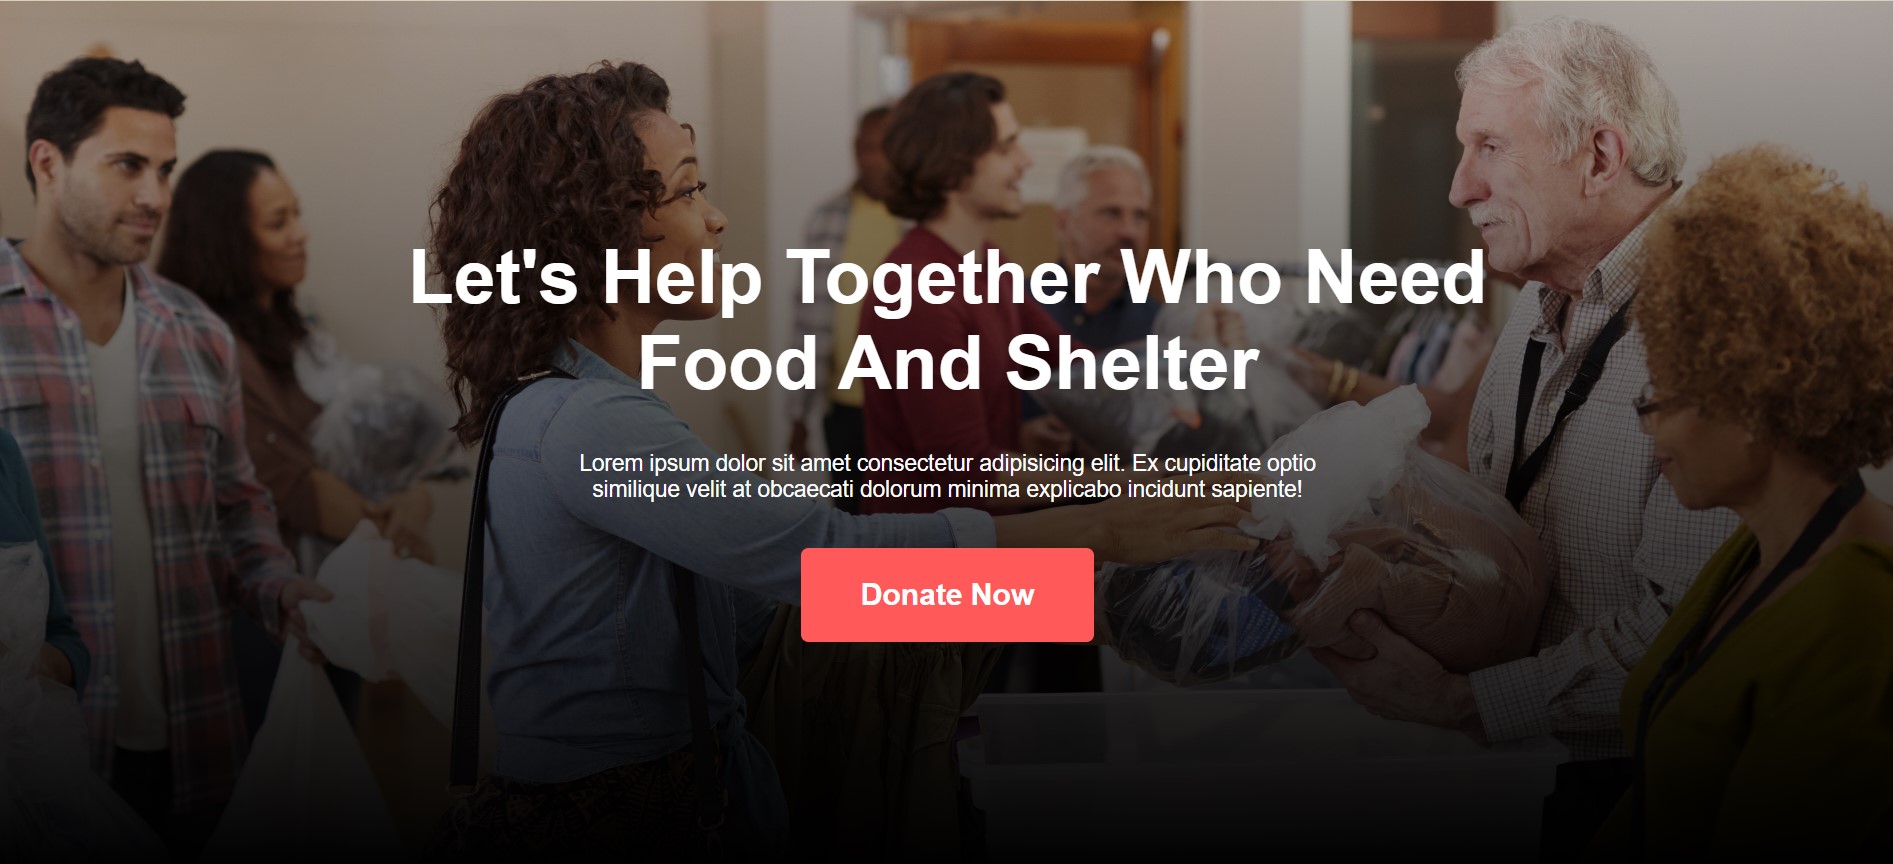 Let's Help Together Who Need
Food And Shelter
Lorem ipsum dolor sit amet consectetur adipisicing elit. Ex cupiditate optio
similique velit at obcaecati dolorum minima explicabo incidunt sapiente!
Donate Now